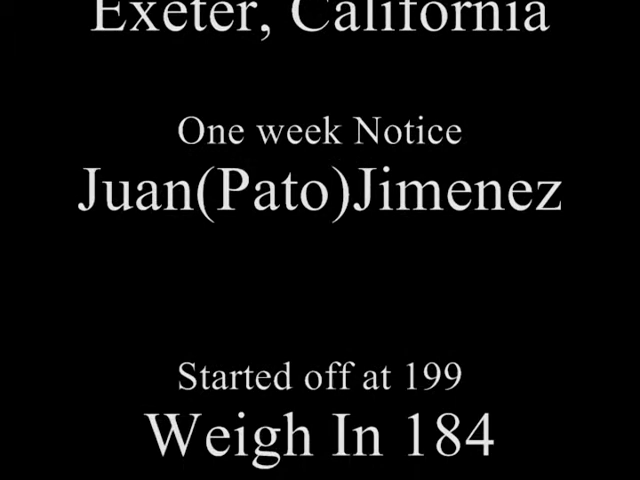 Exeter, California
One week Notice
Juan(Pato)Jimenez
Started off at 199
Weigh In 184